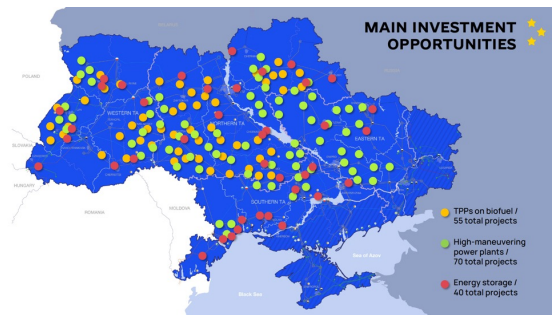 MAIN INVESTMENT
OPPORTUNITIES
POLAND
WESTERN TA
NORTHERN TA
EASTERN TA
SLOVAKIA
HUNGARY
ROMANIA
MOLDOVA
SOUTHERN TA
TPPs on biofuel /
55 total projects
High-maneuvering
power plants /
70 total projects
Energy storage /
40 total projects
Sea of Azov
Black Sea